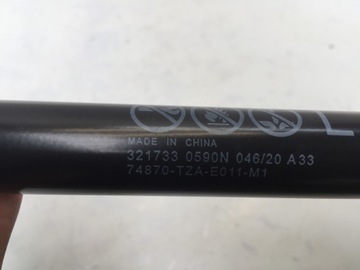 MADE IN CHINA
321733 0590N 046/20 A33
74870-TZA-E011-M1